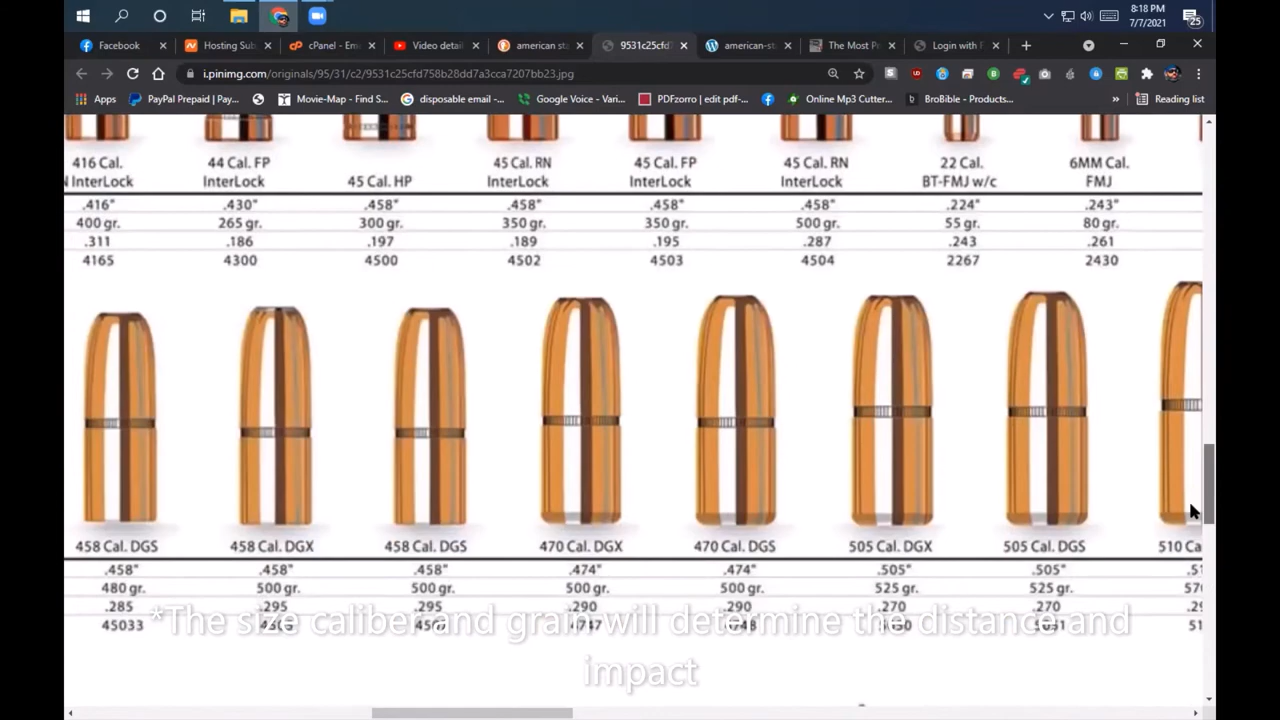 8:18 PM
7/7/2021
25
Facebook
Hosting Sub
cPanel - Em
Video detail
american st
9531c25cfd
american-st
The Most P
Login with F
i.pinimg.com/originals/95/31/c2/9531c25cfd758b28dd7a3cca7207bb23.jpg
Apps
PayPal Prepaid | Pay...
Movie-Map - Find S...
disposable email -...
Google Voice - Vari...
PDFzorro | edit pdf-...
Online Mp3 Cutter...
BroBible - Products...
»
Reading list
416 Cal. 44 Cal. FP 45 Cal. RN 45 Cal. FP 45 Cal. RN 22 Cal. 6MM Cal.
InterLock InterLock 45 Cal. HP InterLock InterLock InterLock BT-FMJ w/c FMJ
.416" .430" .458" .458" .458" .458" .224" .243"
400 gr. 265 gr. 300 gr. 350 gr. 350 gr. 500 gr. 55 gr. 80 gr.
.311 .186 .197 .189 .195 .287 .243 .261
4165 4300 4500 4502 4503 4504 2267 2430
458 Cal. DGS 458 Cal. DGX 458 Cal. DGS 470 Cal. DGX 470 Cal. DGS 505 Cal. DGX 505 Cal. DGS 510 Ca
.458" .458" .458" .474" .474" .505" .505" .51
480 gr. 500 gr. 500 gr. 500 gr. 500 gr. 525 gr. 525 gr. 570
.285 .295 .295 .290 .290 .270 .270 .29
45033
*The size caliber and grain will determine the distance and
impact